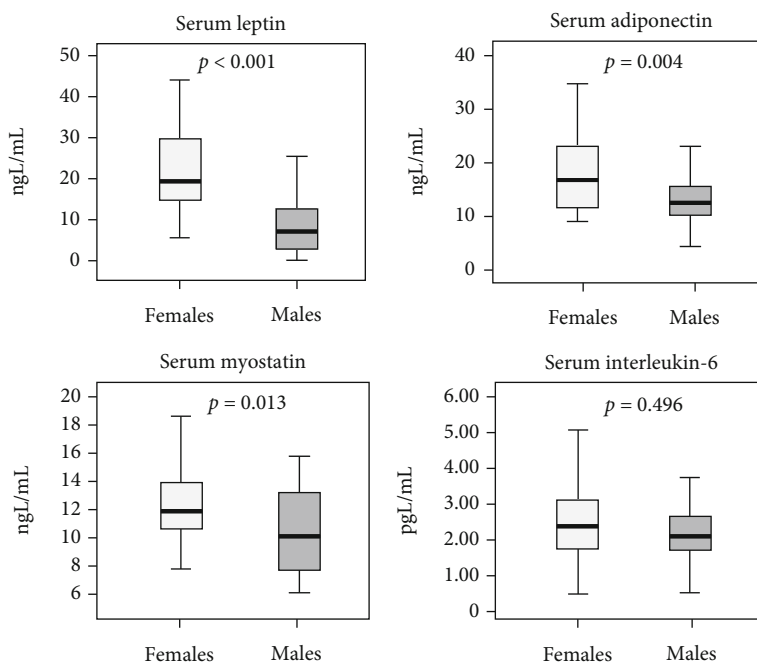 Serum leptin
p < 0.001
50
40
30
20
10
0
ngL/mL
Females Males
Serum adiponectin
p = 0.004
40
30
20
10
0
ngL/mL
Females Males
Serum myostatin
p = 0.013
20
18
16
14
12
10
8
6
ngL/mL
Females Males
Serum interleukin-6
p = 0.496
6.00
5.00
4.00
3.00
2.00
1.00
0
pgL/mL
Females Males